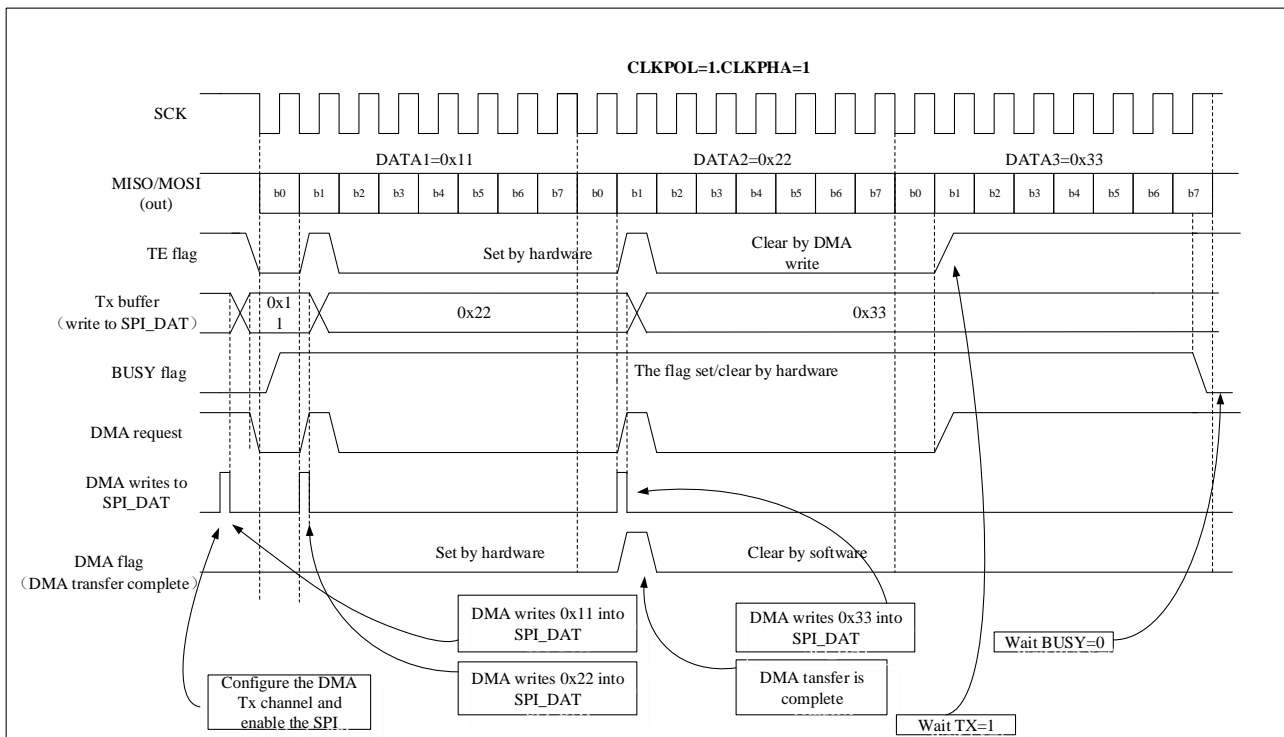 CLKPOL=1.CLKPHA=1
SCK
DATA1=0x11 DATA2=0x22 DATA3=0x33
MISO/MOSI
(out)
b0 b1 b2 b3 b4 b5 b6 b7 b0 b1 b2 b3 b4 b5 b6 b7 b0 b1 b2 b3 b4 b5 b6 b7
TE flag
Set by hardware
Clear by DMA
write
Tx buffer
（write to SPI_DAT）
0x1
1
0x22
0x33
BUSY flag
The flag set/clear by hardware
DMA request
DMA writes to
SPI_DAT
DMA flag
（DMA transfer complete）
Set by hardware
Clear by software
DMA writes 0x11 into
SPI_DAT
DMA writes 0x33 into
SPI_DAT
Wait BUSY=0
Configure the DMA
Tx channel and
enable the SPI
DMA writes 0x22 into
SPI_DAT
DMA tansfer is
complete
Wait TX=1